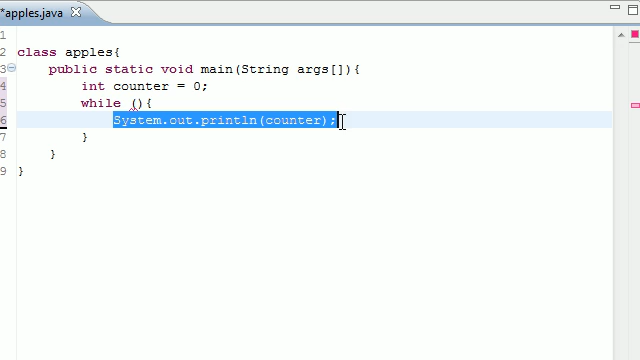 *apples.java
1
2 class apples{
3 public static void main(String args[]){
4 int counter = 0;
5 while (){
6 System.out.println(counter);
7 }
8 }
9 }